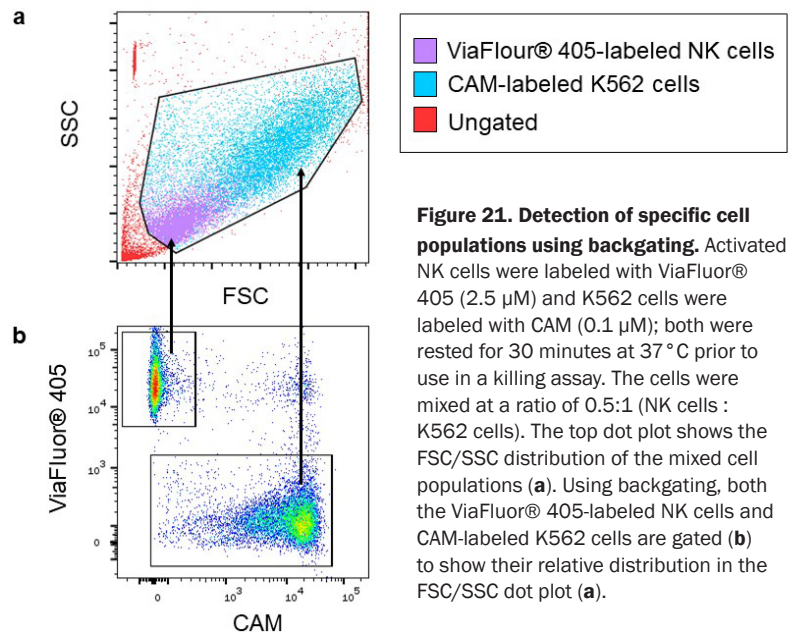 a
SSC
FSC
ViaFlour® 405-labeled NK cells
CAM-labeled K562 cells
Ungated
b
ViaFluor® 405
10⁵
10⁴
10³
0
0
10³
10⁴
10⁵
CAM
Figure 21. Detection of specific cell
populations using backgating. Activated
NK cells were labeled with ViaFluor®
405 (2.5 µM) and K562 cells were
labeled with CAM (0.1 µM); both were
rested for 30 minutes at 37°C prior to
use in a killing assay. The cells were
mixed at a ratio of 0.5:1 (NK cells :
K562 cells). The top dot plot shows the
FSC/SSC distribution of the mixed cell
populations (a). Using backgating, both
the ViaFluor® 405-labeled NK cells and
CAM-labeled K562 cells are gated (b)
to show their relative distribution in the
FSC/SSC dot plot (a).